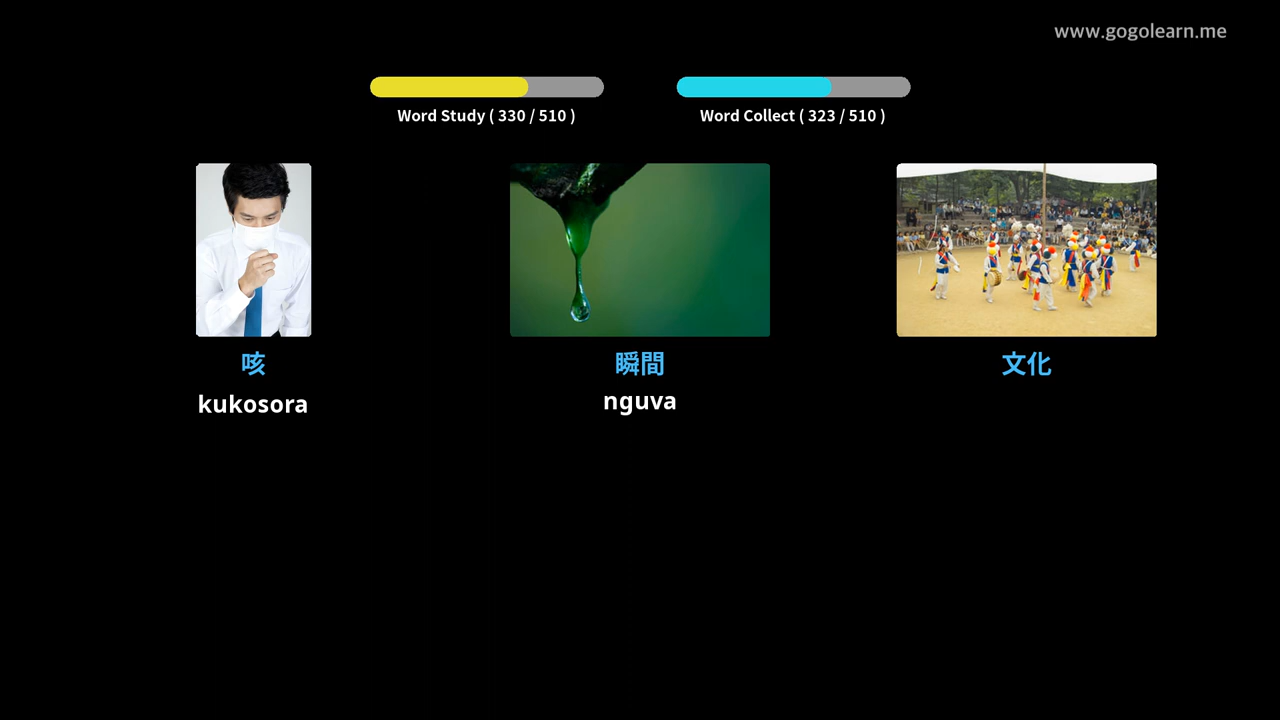 www.gogolearn.me
Word Study ( 330 / 510 )
Word Collect ( 323 / 510 )
咳
瞬間
文化
kukosora
nguva